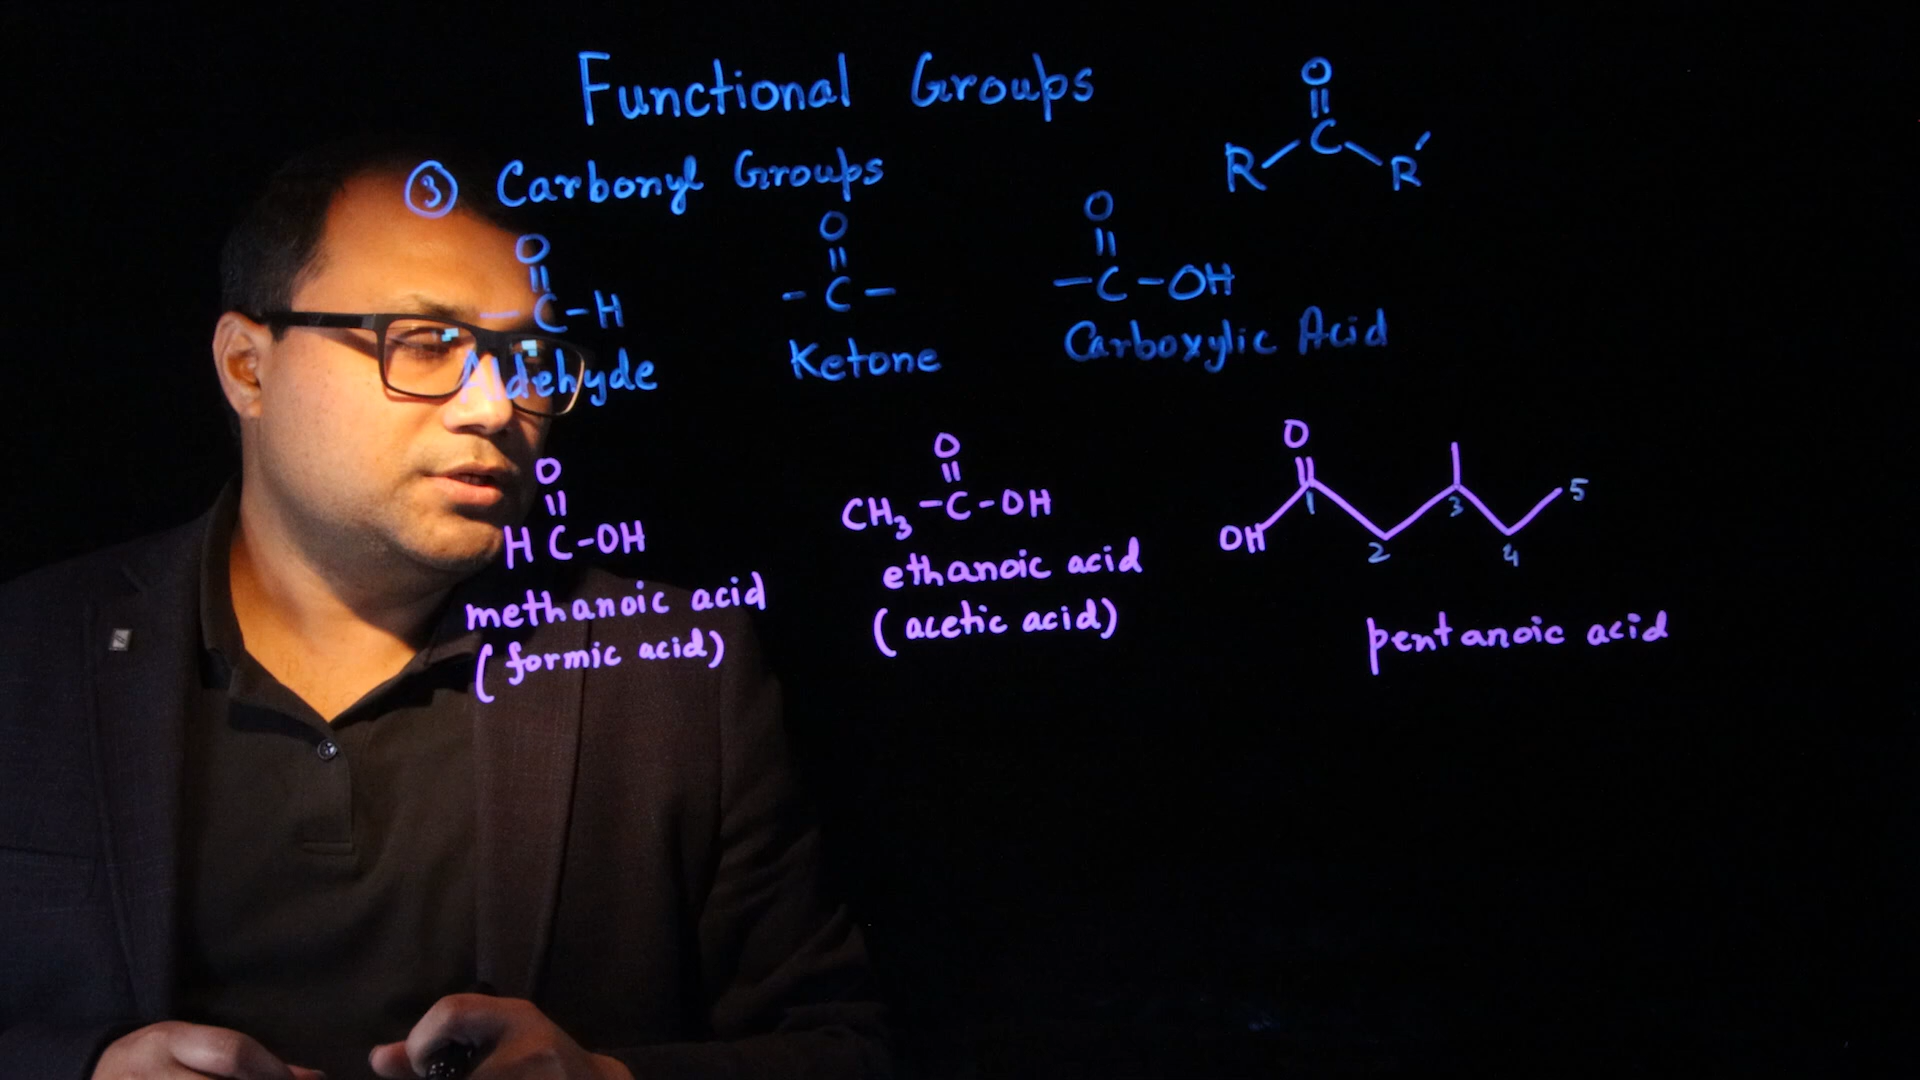 Functional Groups
O
||
C
R R'
③ Carbonyl Groups
O
||
-C-H
Aldehyde
O
||
-C-
Ketone
O
||
-C-OH
Carboxylic Acid
O
||
H C-OH
methanoic acid
(formic acid)
O
||
CH₃-C-OH
ethanoic acid
(acetic acid)
O
OH 1 2 3 4 5
pentanoic acid